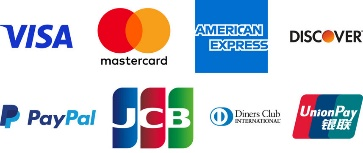 VISA
mastercard
AMERICAN
EXPRESS
DISCOVER
PayPal
JCB
Diners Club
INTERNATIONAL
UnionPay
银联